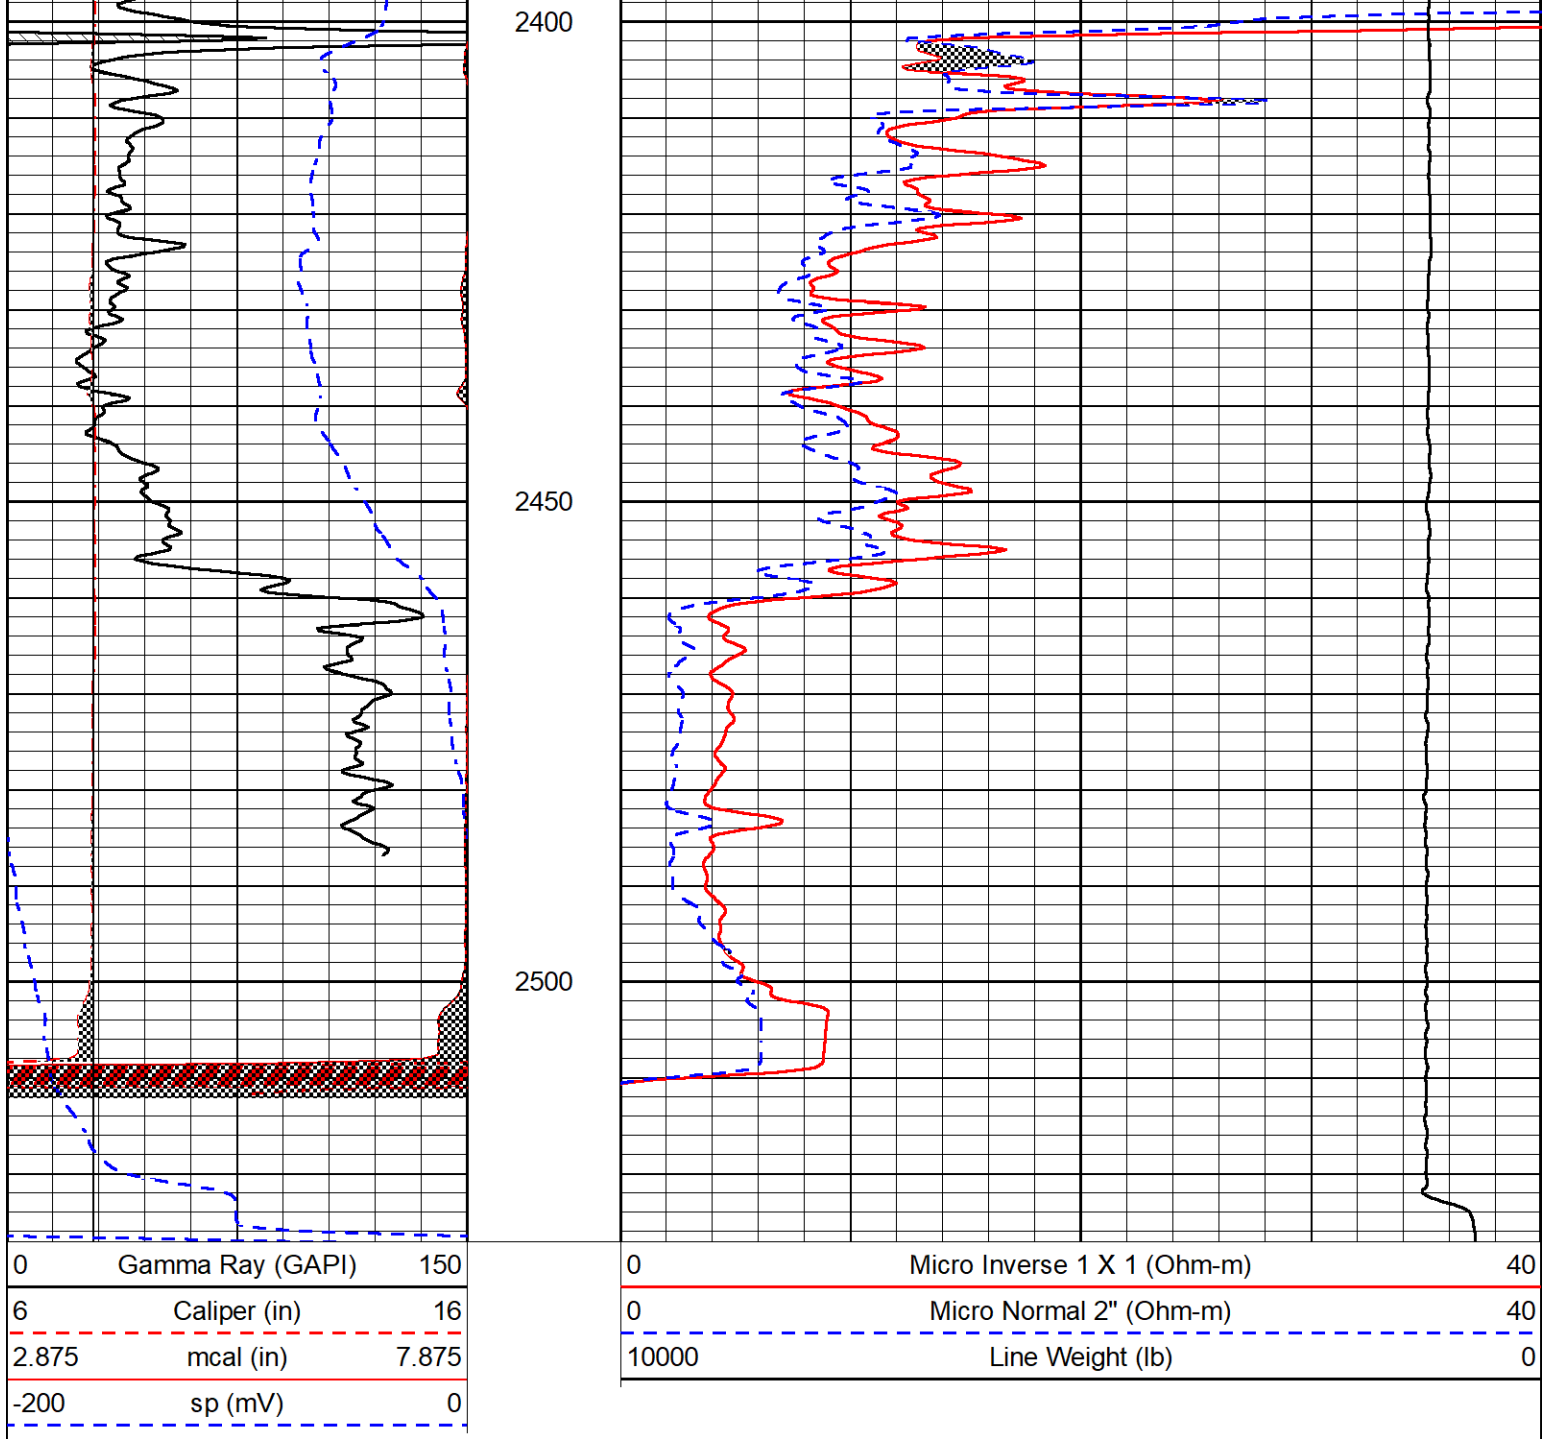 2400
2450
2500
0 Gamma Ray (GAPI) 150
6 Caliper (in) 16
2.875 mcal (in) 7.875
-200 sp (mV) 0
0 Micro Inverse 1 X 1 (Ohm-m) 40
0 Micro Normal 2" (Ohm-m) 40
10000 Line Weight (lb) 0